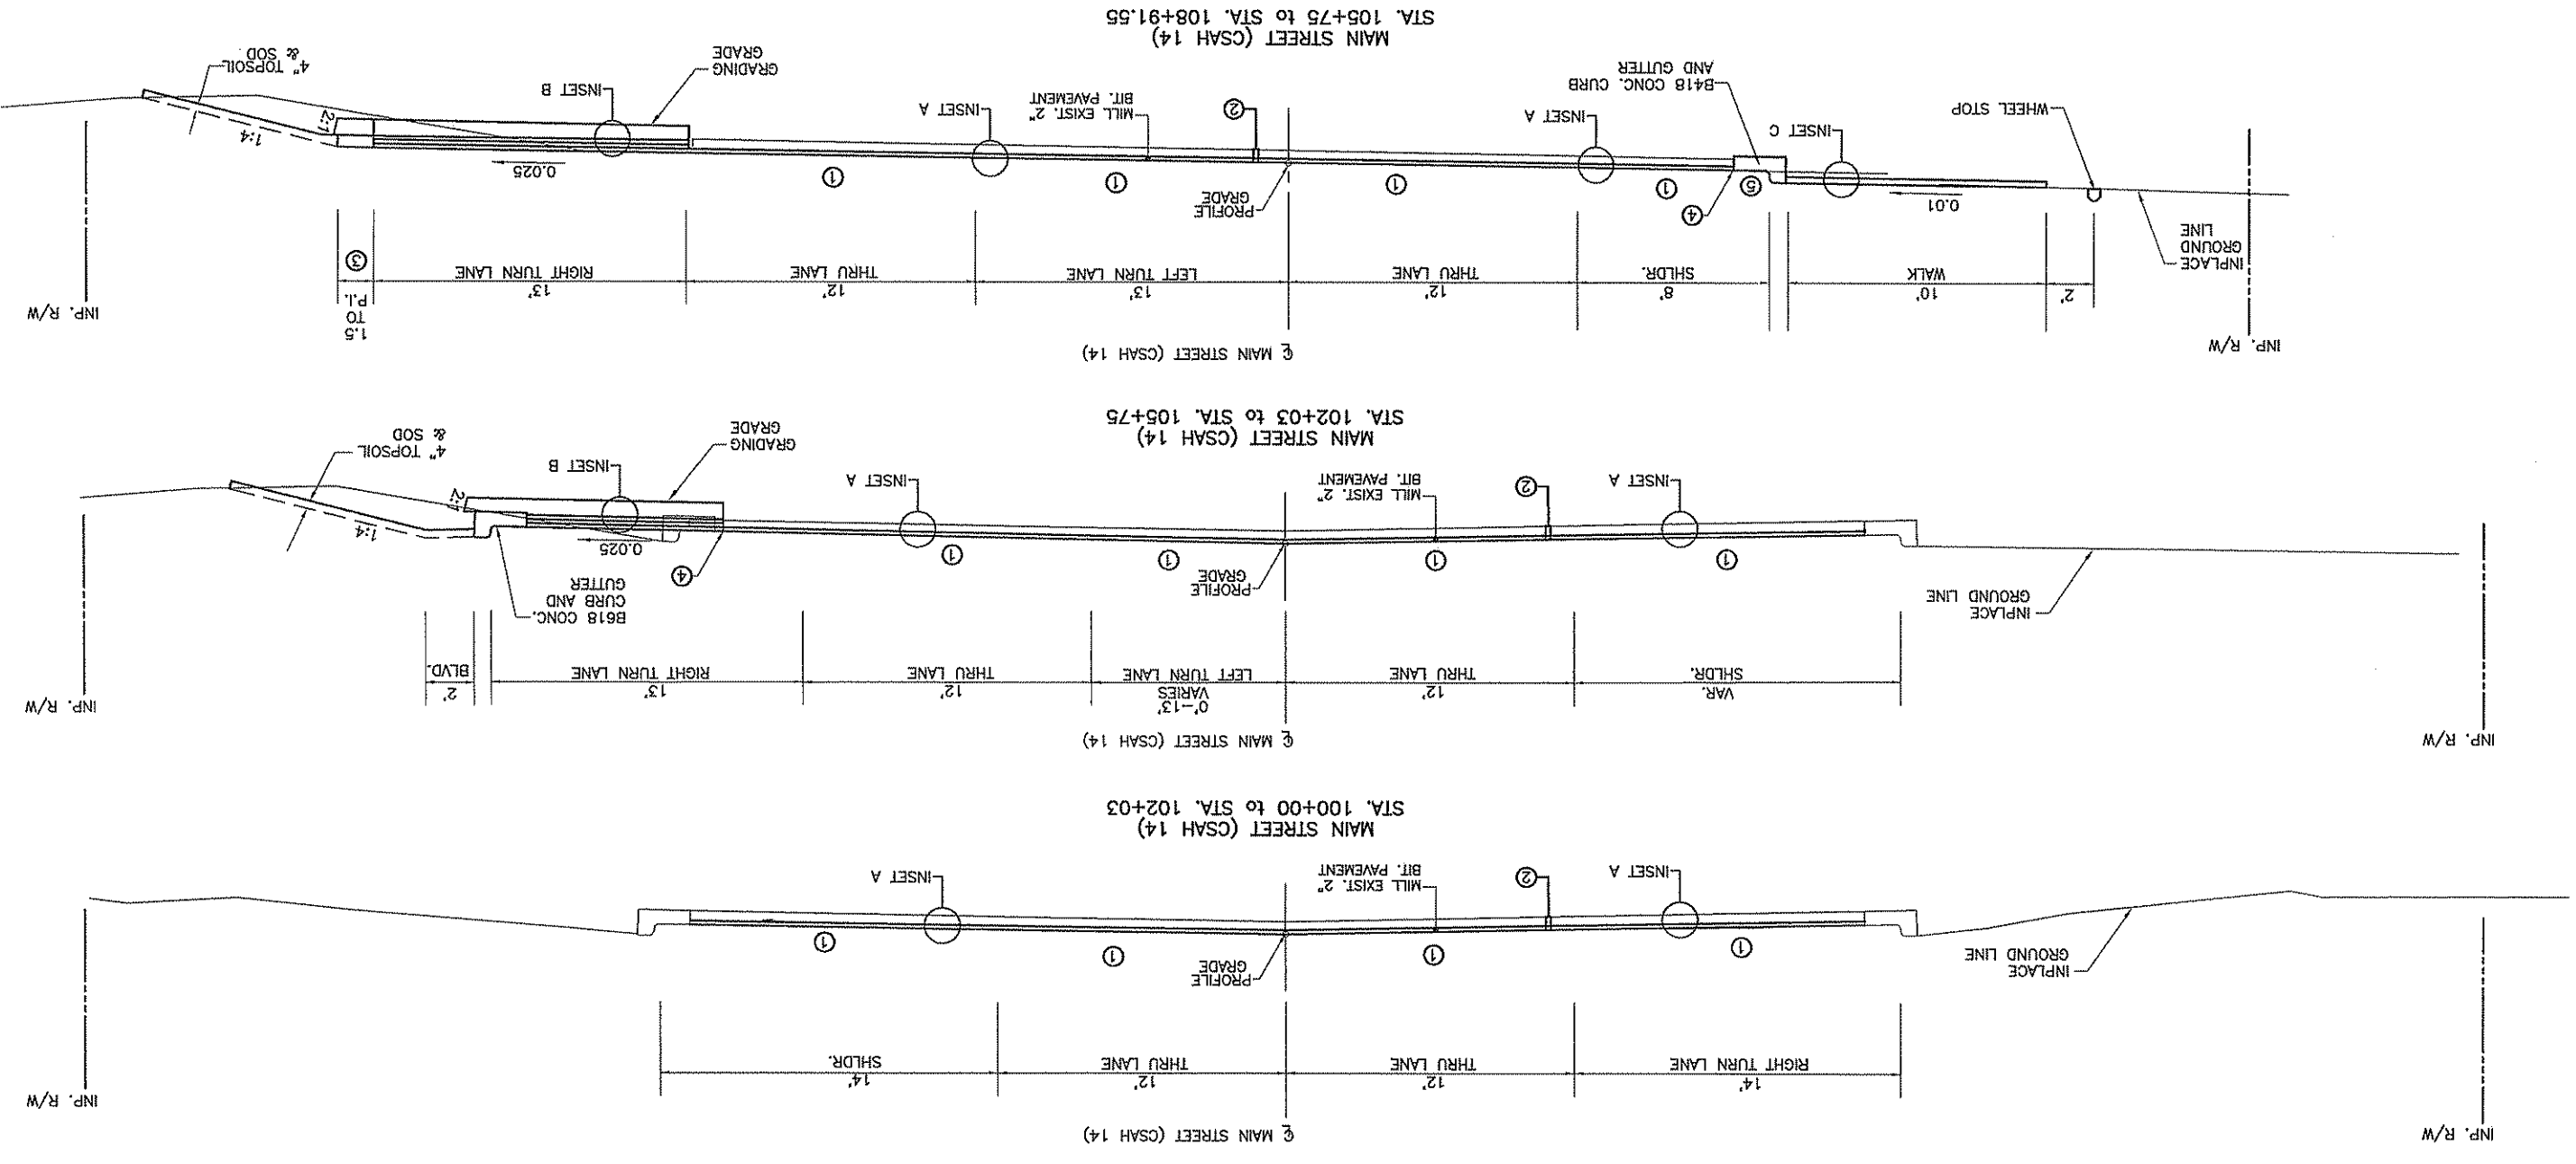 ℄ MAIN STREET (CSAH 14)
INP. R/W
INP. R/W
14'
RIGHT TURN LANE
12'
THRU LANE
12'
THRU LANE
14'
SHLDR.
INPLACE
GROUND LINE
PROFILE
GRADE
1
1
1
1
INSET A
2
MILL EXIST. 2"
BIT. PAVEMENT
INSET A
MAIN STREET (CSAH 14)
STA. 100+00 to STA. 102+03
℄ MAIN STREET (CSAH 14)
INP. R/W
INP. R/W
VAR.
SHLDR.
12'
THRU LANE
0'-13'
VARIES
LEFT TURN LANE
12'
THRU LANE
13'
RIGHT TURN LANE
2'
BLVD.
INPLACE
GROUND LINE
PROFILE
GRADE
B618 CONC.
CURB AND
GUTTER
4
1
1
1
1
0.025
1:4
2:1
INSET A
2
MILL EXIST. 2"
BIT. PAVEMENT
INSET A
INSET B
GRADING
GRADE
4" TOPSOIL
& SOD
MAIN STREET (CSAH 14)
STA. 102+03 to STA. 105+75
℄ MAIN STREET (CSAH 14)
INP. R/W
INP. R/W
2'
10'
WALK
8'
SHLDR.
12'
THRU LANE
13'
LEFT TURN LANE
12'
THRU LANE
13'
RIGHT TURN LANE
1.5
TO
P.I.
3
INPLACE
GROUND
LINE
0.01
4
PROFILE
GRADE
5
1
1
1
1
0.025
1:4
2:1
WHEEL STOP
INSET C
B418 CONC. CURB
AND GUTTER
INSET A
2
MILL EXIST. 2"
BIT. PAVEMENT
INSET A
INSET B
GRADING
GRADE
4" TOPSOIL
& SOD
MAIN STREET (CSAH 14)
STA. 105+75 to STA. 108+91.55